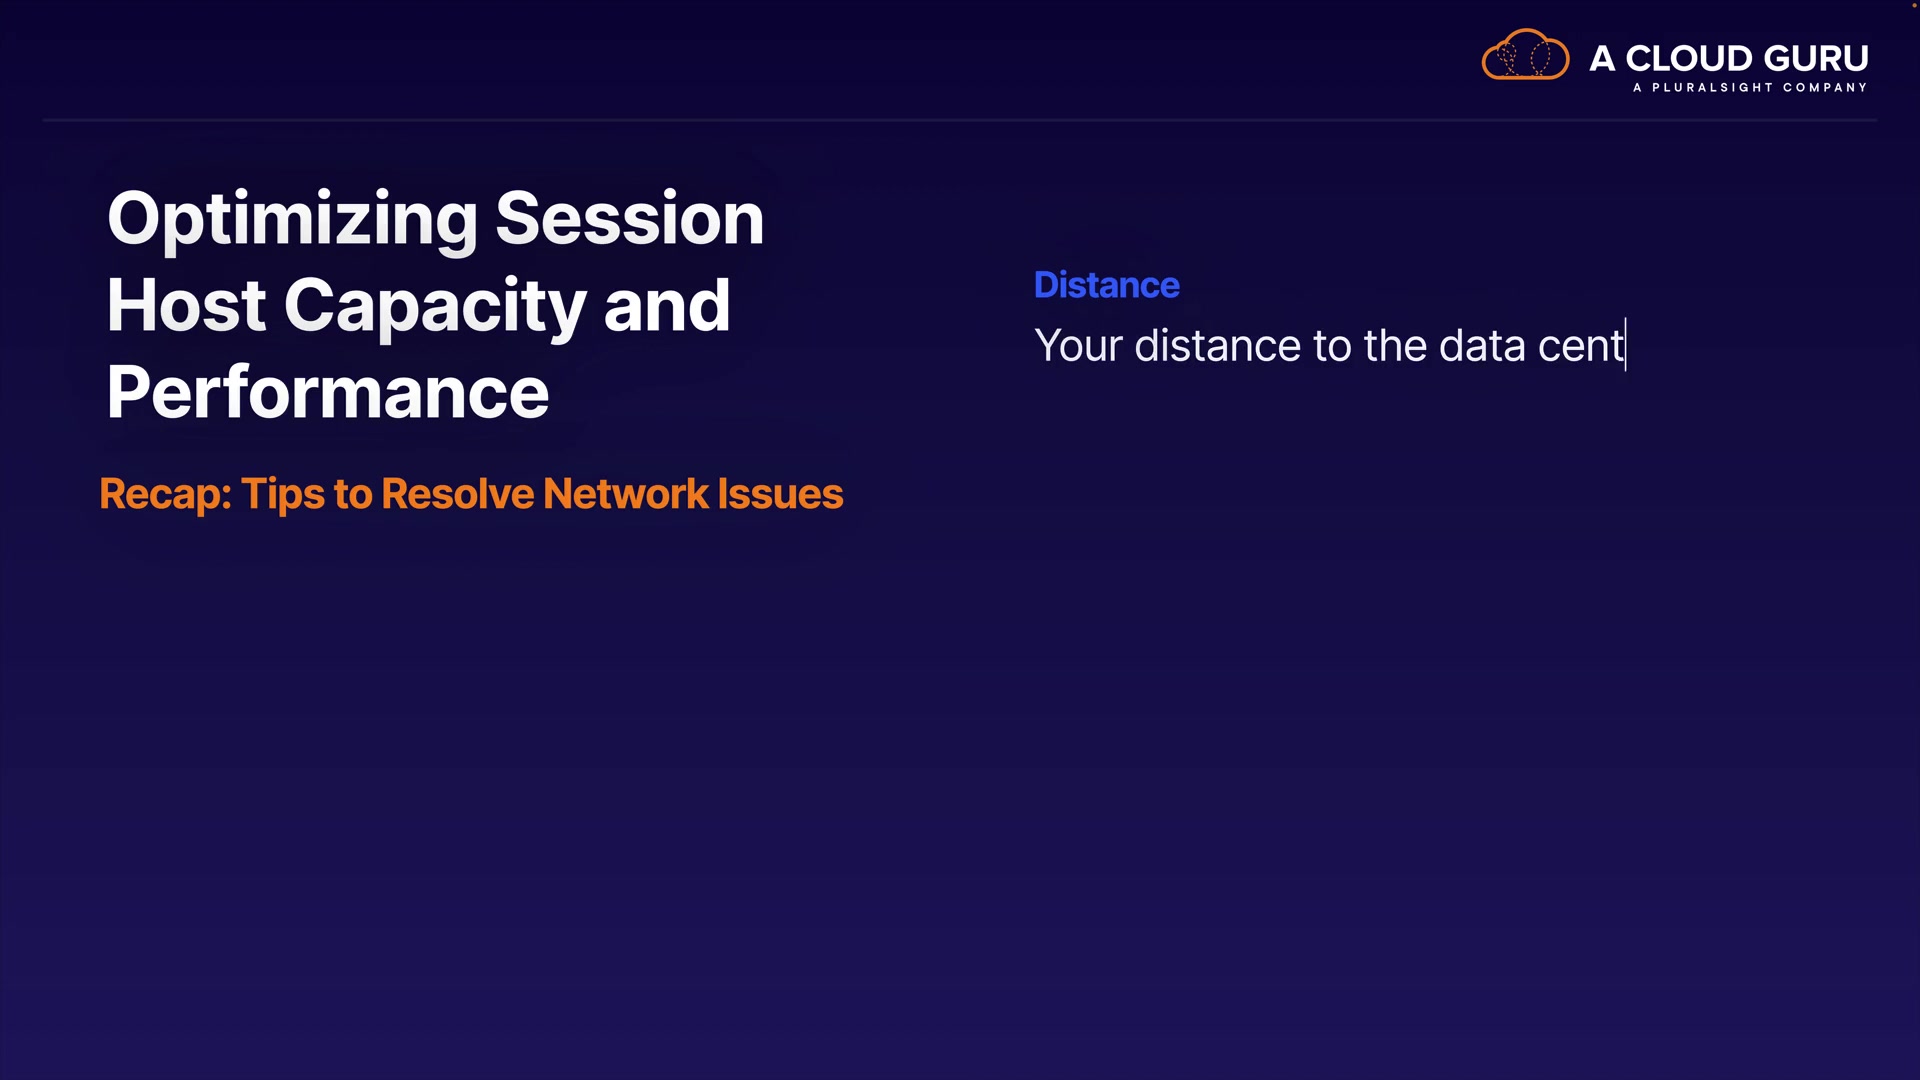 A CLOUD GURU
A PLURALSIGHT COMPANY
Optimizing Session
Host Capacity and
Performance
Recap: Tips to Resolve Network Issues
Distance
Your distance to the data cent